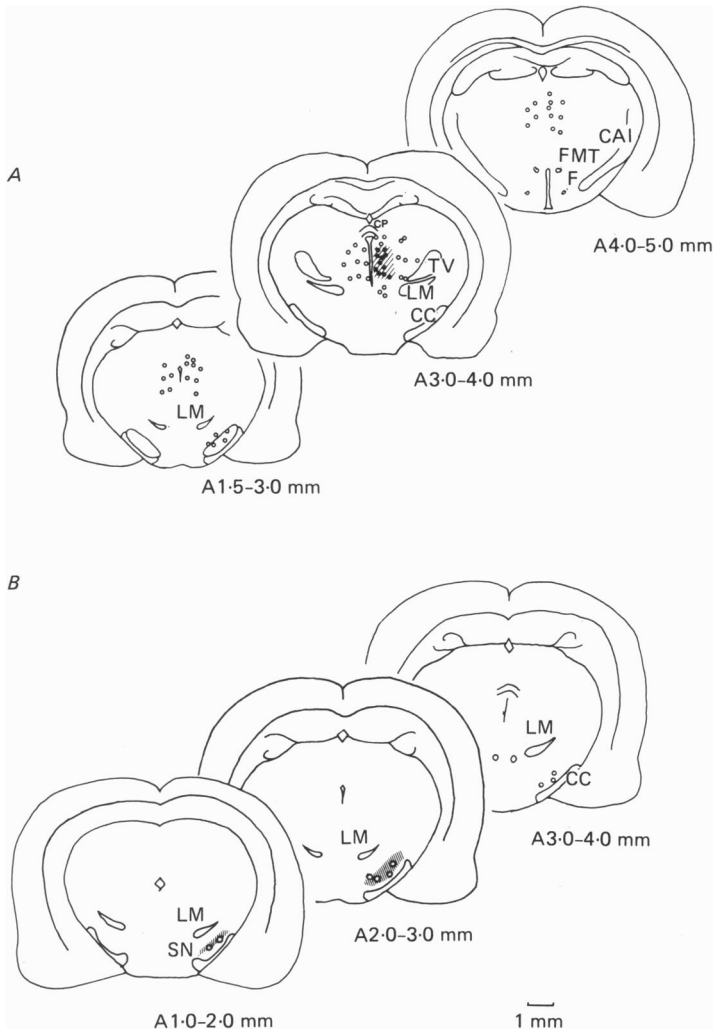 A
CAI
FMT
F
A4·0–5·0 mm
CP
TV
LM
CC
A3·0–4·0 mm
LM
A1·5–3·0 mm
B
LM
CC
A3·0–4·0 mm
LM
A2·0–3·0 mm
LM
SN
A1·0–2·0 mm
1 mm